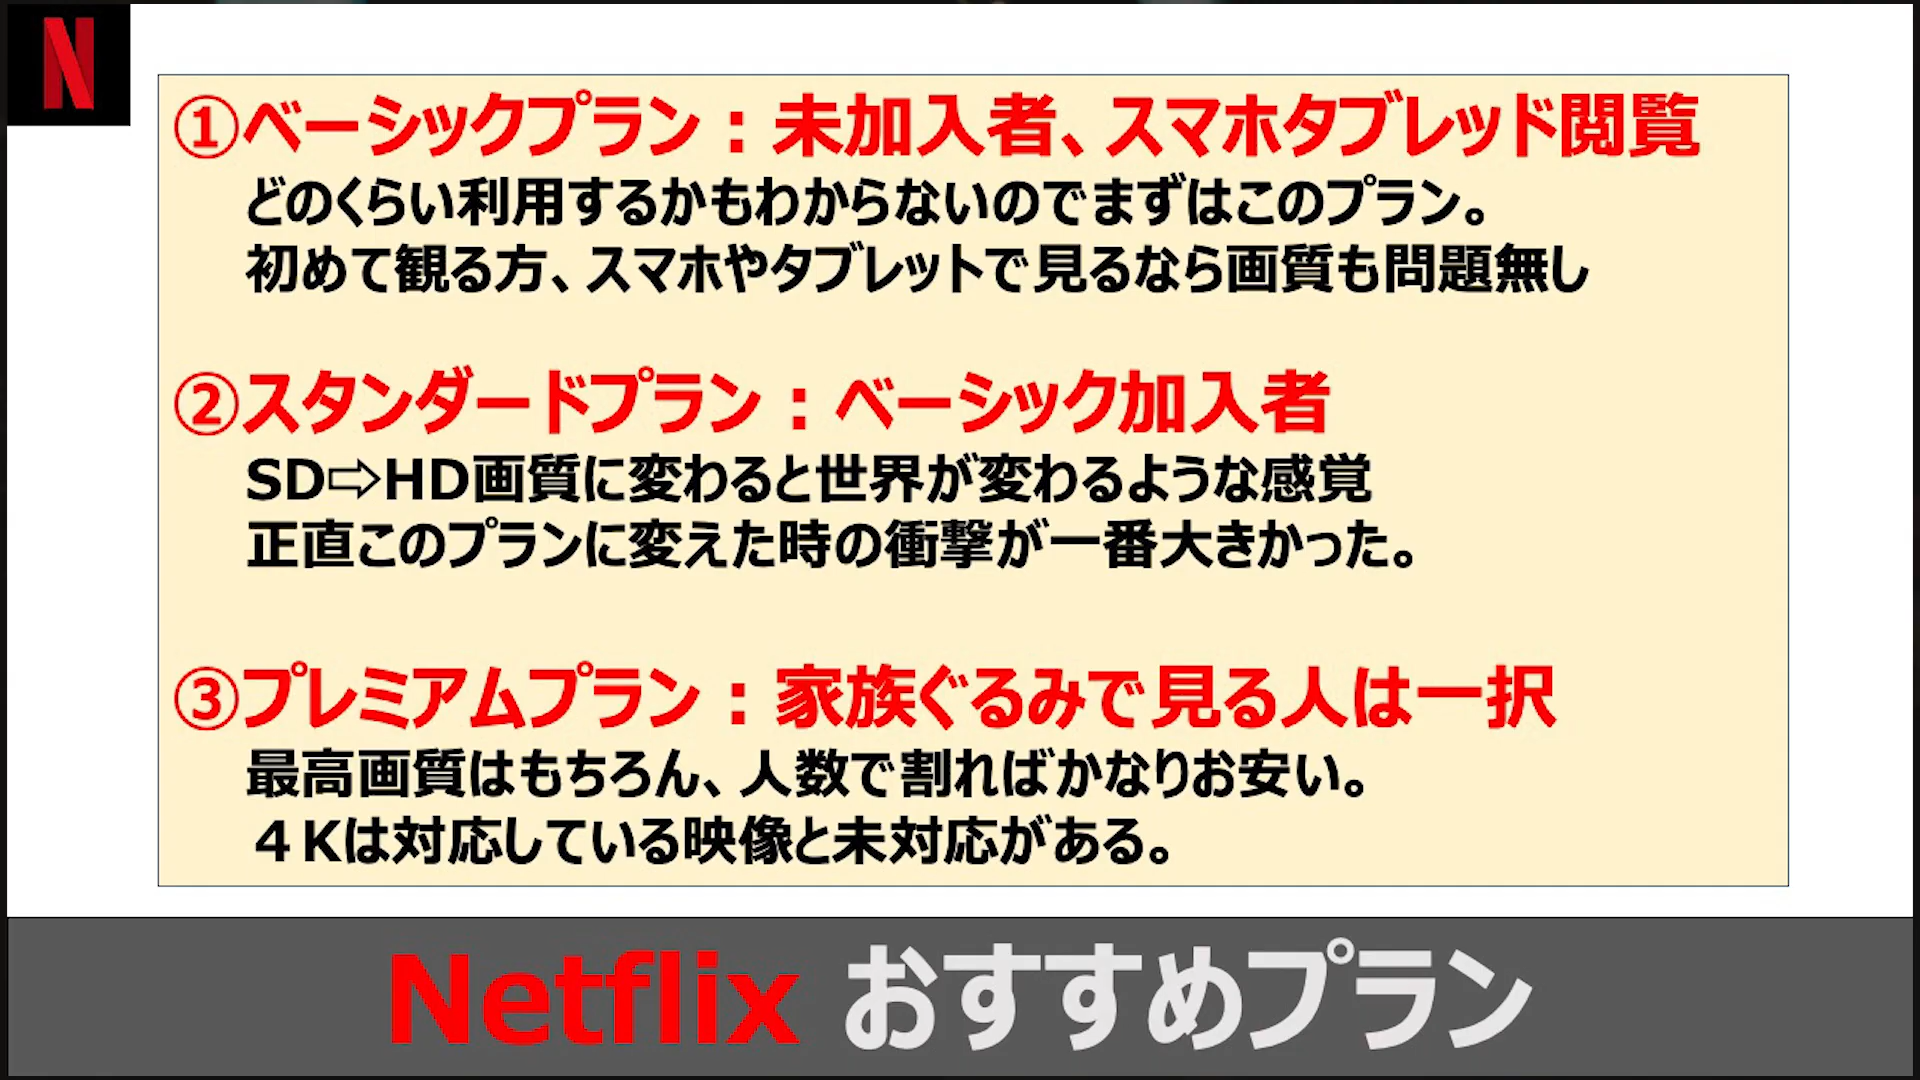 N
①ベーシックプラン：未加入者、スマホタブレッド閲覧
どのくらい利用するかもわからないのでまずはこのプラン。
初めて観る方、スマホやタブレットで見るなら画質も問題無し
②スタンダードプラン：ベーシック加入者
SD⇨HD画質に変わると世界が変わるような感覚
正直このプランに変えた時の衝撃が一番大きかった。
③プレミアムプラン：家族ぐるみで見る人は一択
最高画質はもちろん、人数で割ればかなりお安い。
４Kは対応している映像と未対応がある。
Netflix おすすめプラン